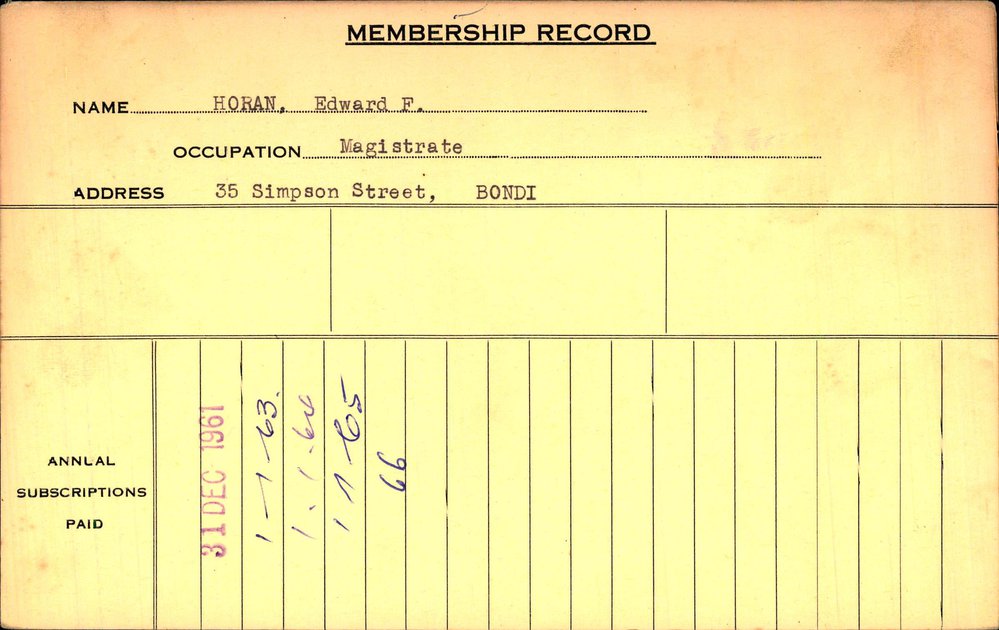 MEMBERSHIP RECORD
NAME HORAN, Edward F.
OCCUPATION Magistrate
ADDRESS 35 Simpson Street, BONDI
ANNUAL
SUBSCRIPTIONS
PAID
31 DEC 1961
1-1-63.
1.1.64
1 1 65
66